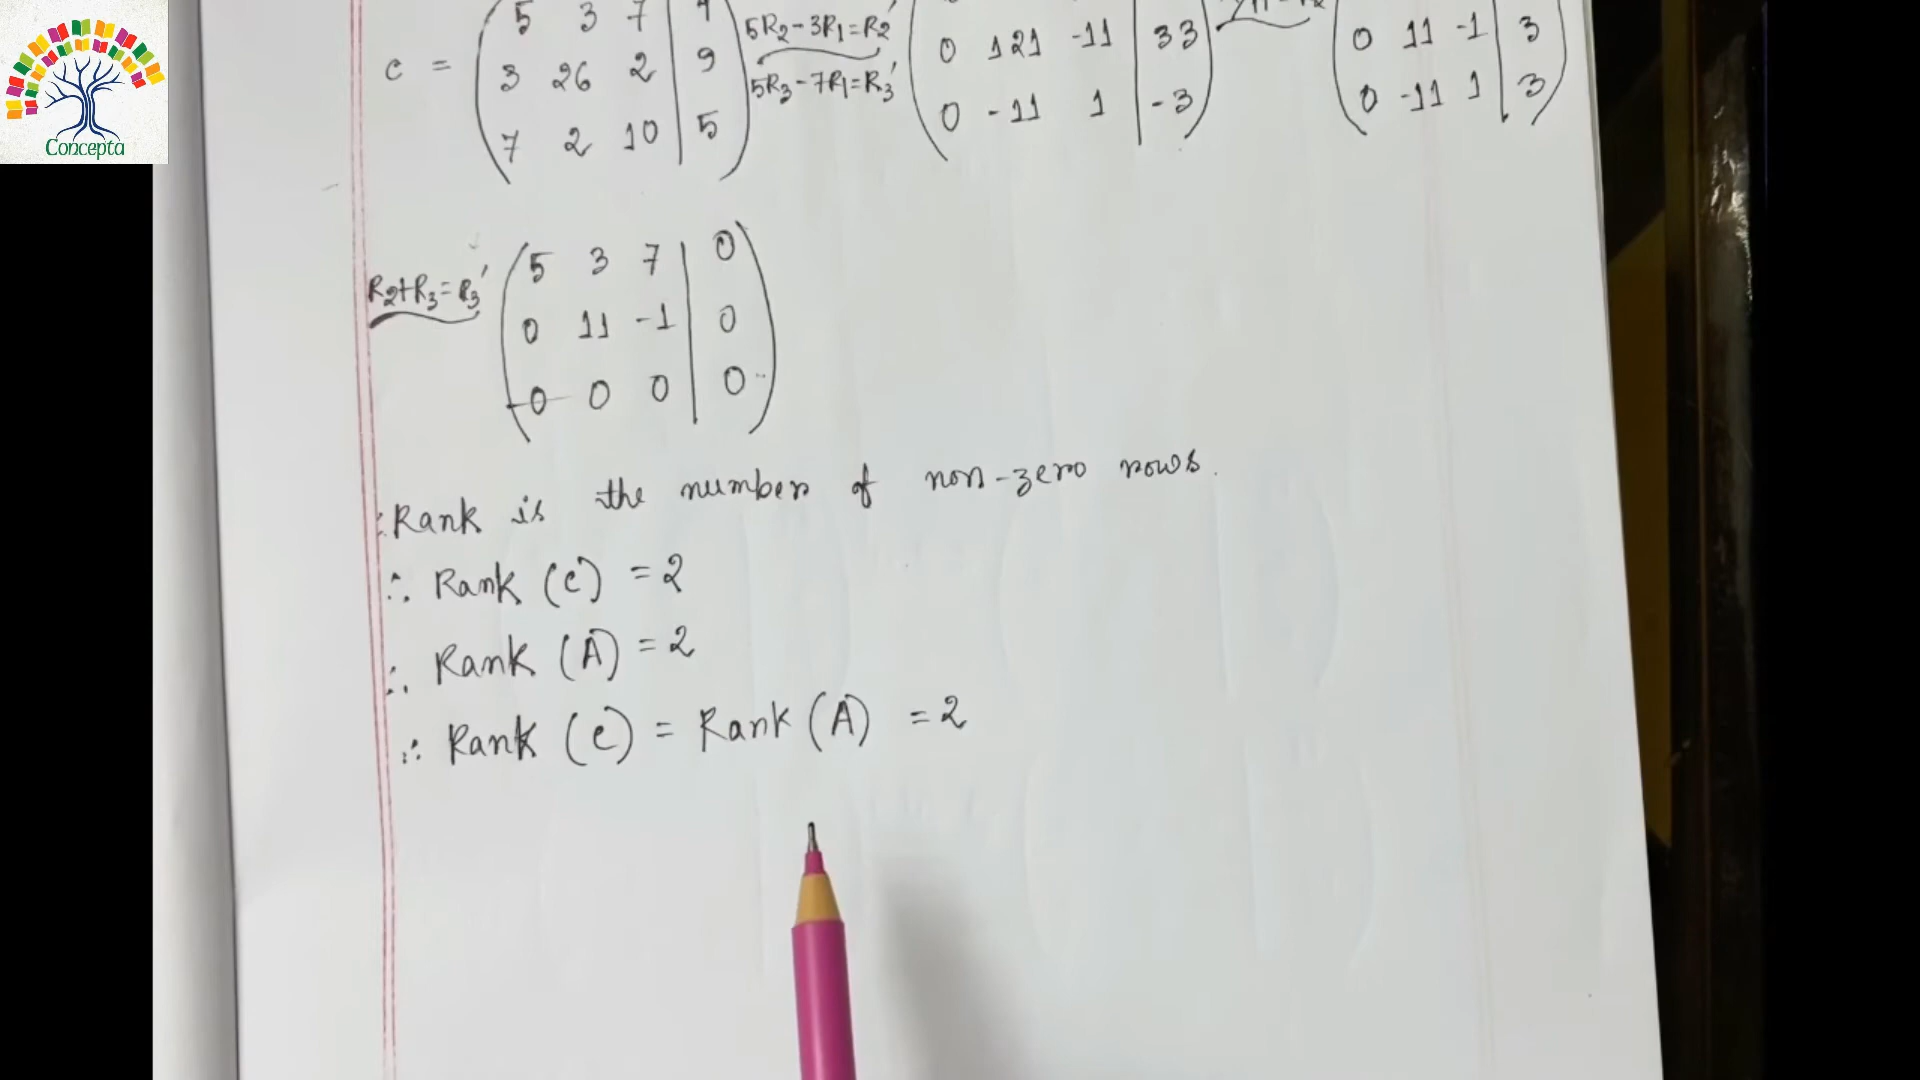 Concepta
5 3 7 | 4 5R2-3R1=R2'
c = 3 26 2 | 9 0 121 -11 | 33 0 11 -1 | 3
7 2 10 | 5 5R3-7R1=R3' 0 -11 1 | -3 0 -11 1 | 3
R2+R3=R3' 5 3 7 | 0
0 11 -1 | 0
0 0 0 | 0
Rank is the number of non-zero rows.
∴ Rank (c) = 2
∴ Rank (A) = 2
∴ Rank (c) = Rank (A) = 2